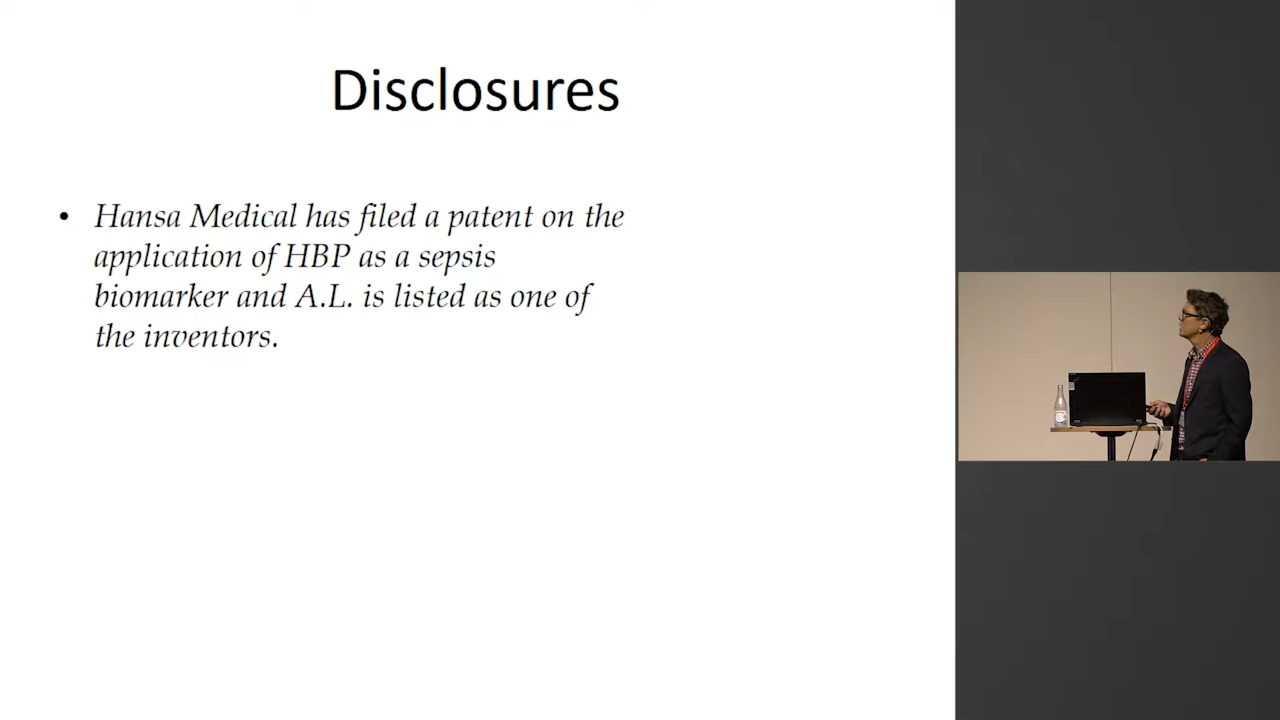 Disclosures
• Hansa Medical has filed a patent on the
application of HBP as a sepsis
biomarker and A.L. is listed as one of
the inventors.